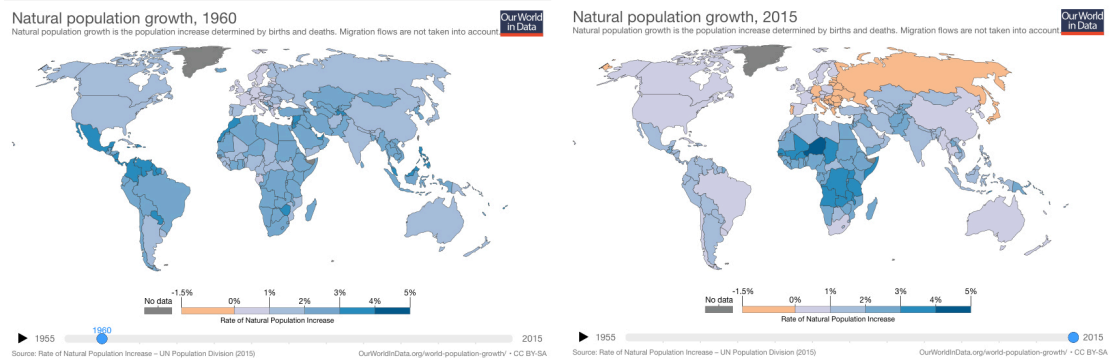 Natural population growth, 1960
Natural population growth is the population increase determined by births and deaths. Migration flows are not taken into account.
Our World
in Data
No data
-1.5%
0%
1%
2%
3%
4%
5%
Rate of Natural Population Increase
1960
1955
2015
Source: Rate of Natural Population Increase – UN Population Division (2015)
OurWorldInData.org/world-population-growth/ • CC BY-SA
Natural population growth, 2015
Natural population growth is the population increase determined by births and deaths. Migration flows are not taken into account.
Our World
in Data
No data
-1.5%
0%
1%
2%
3%
4%
5%
Rate of Natural Population Increase
1955
2015
Source: Rate of Natural Population Increase – UN Population Division (2015)
OurWorldInData.org/world-population-growth/ • CC BY-SA